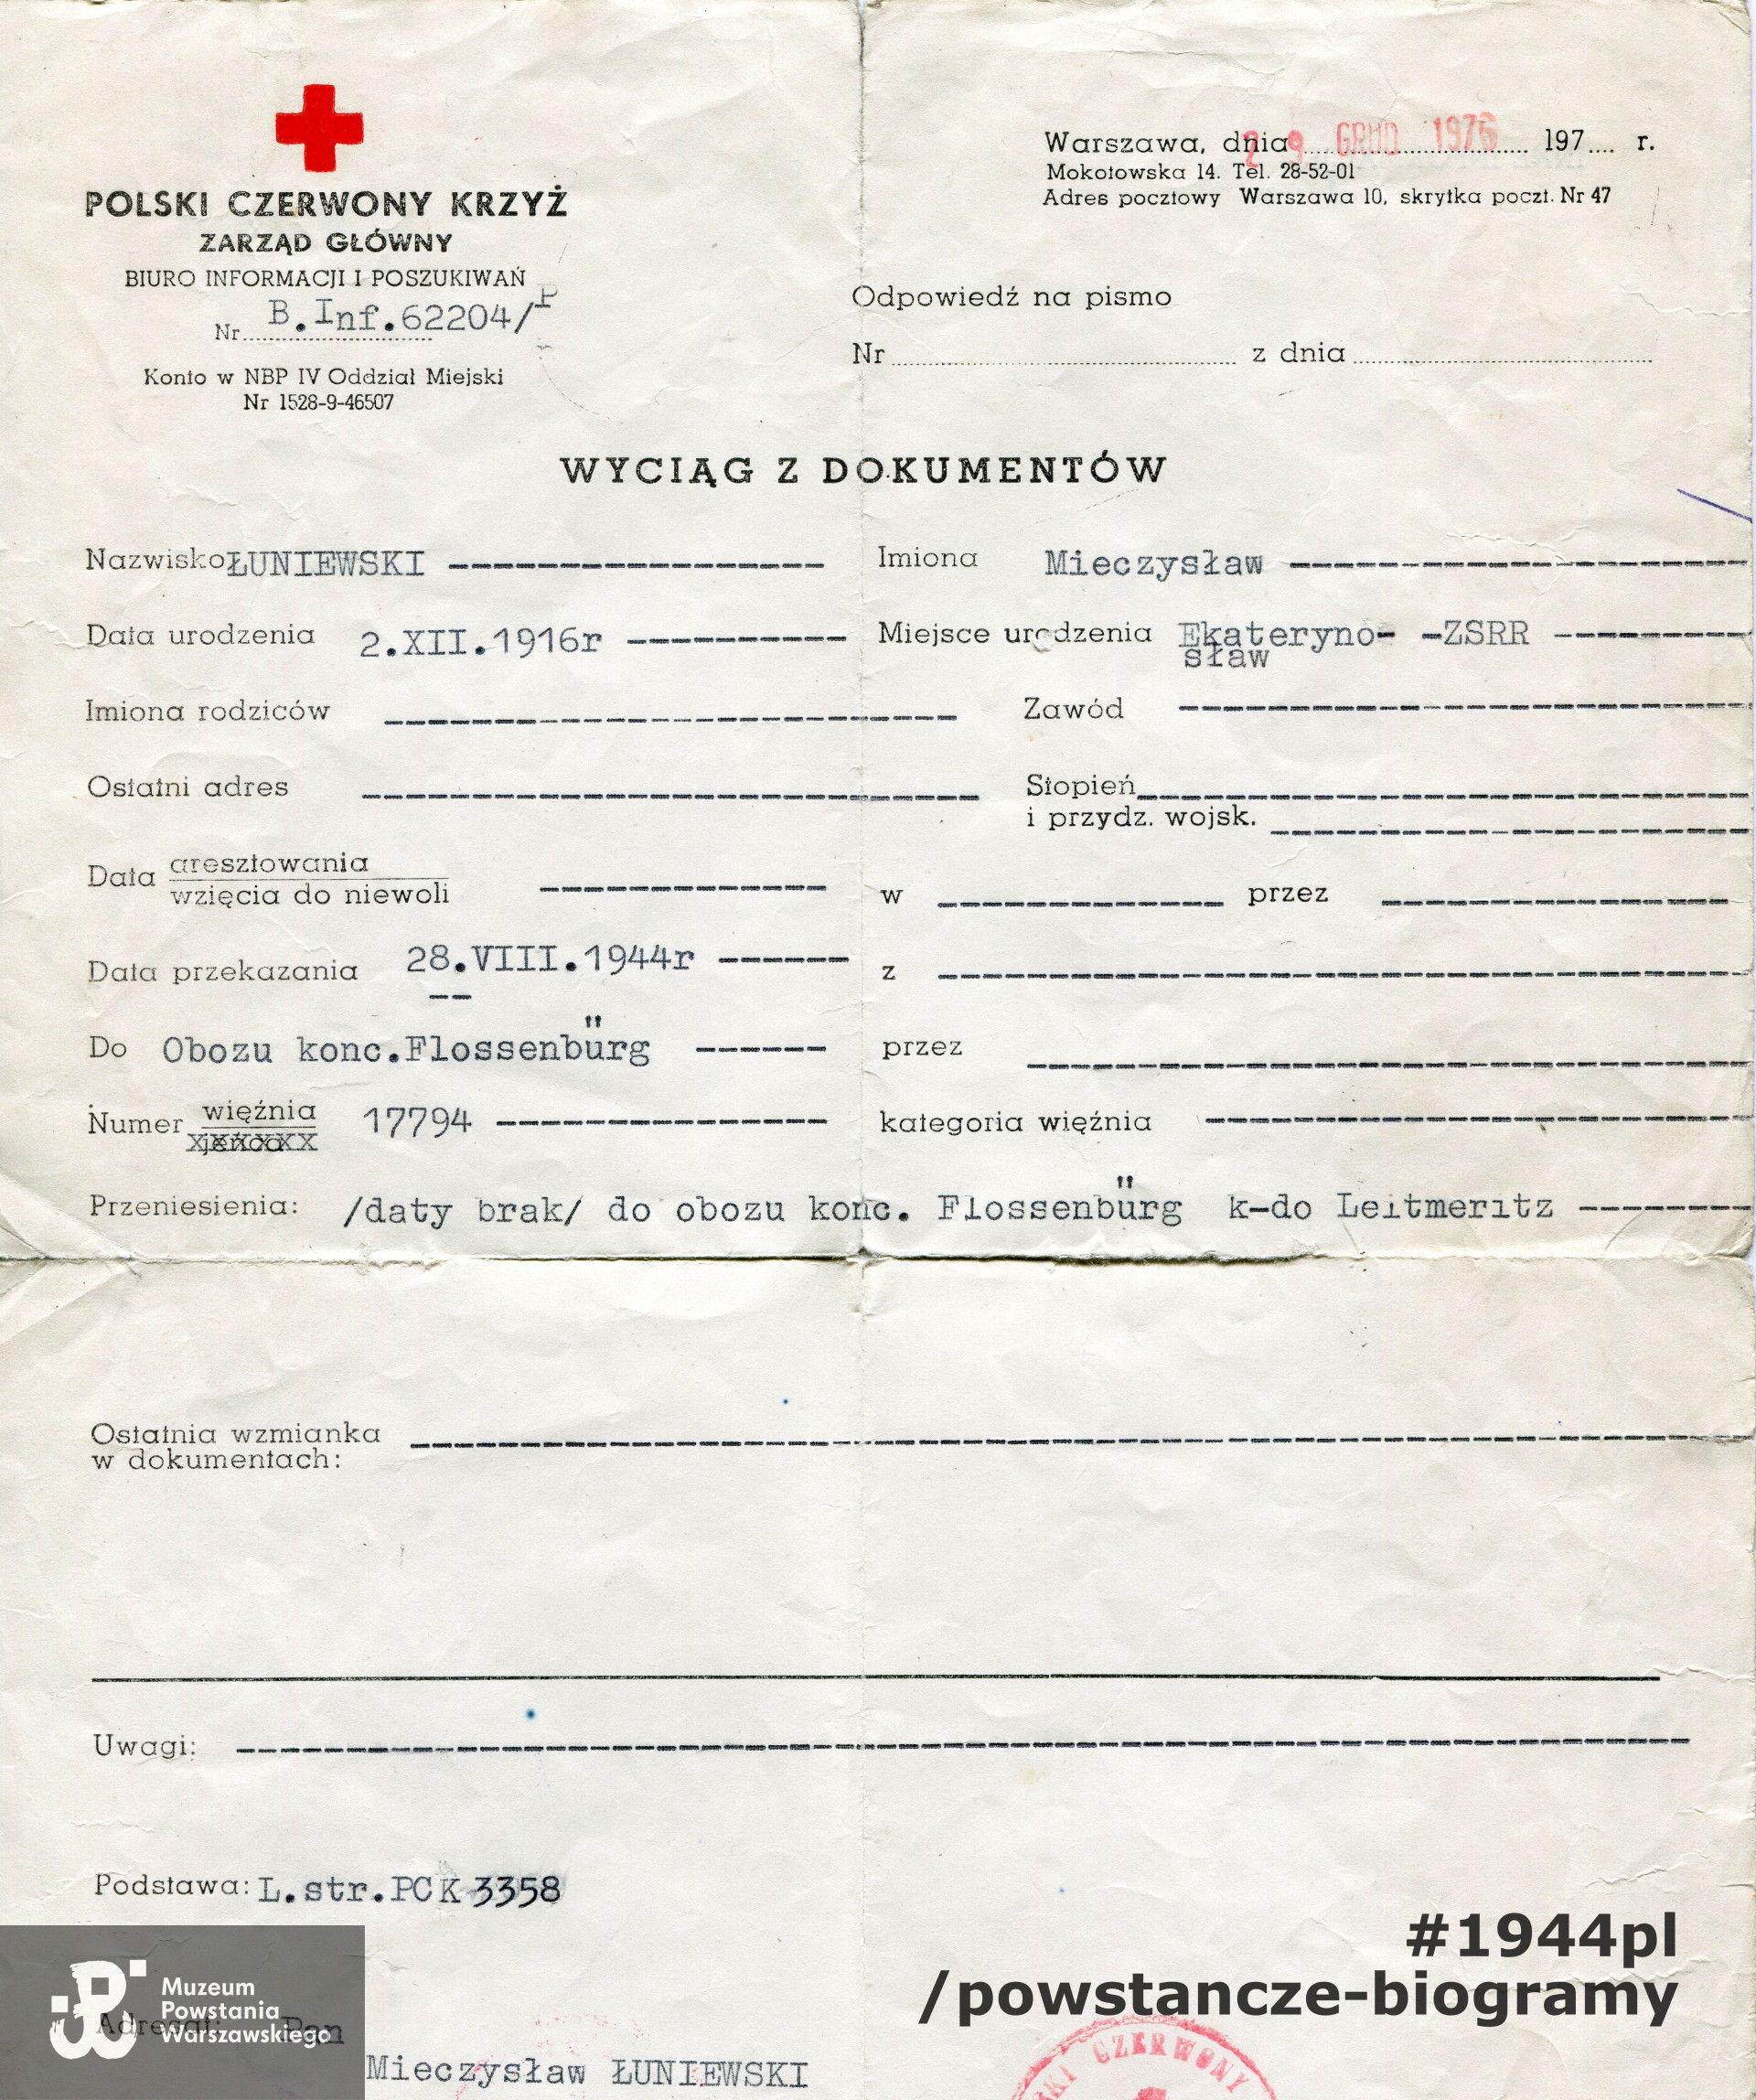 POLSKI CZERWONY KRZYŻ
ZARZĄD GŁÓWNY
BIURO INFORMACJI I POSZUKIWAŃ
Nr B.Inf.62204/P
Konto w NBP IV Oddział Miejski
Nr 1528-9-46507
Warszawa, dnia 29 GRUD 1976 197.... r.
Mokotowska 14. Tel. 28-52-01
Adres pocztowy Warszawa 10, skrytka poczt. Nr 47
Odpowiedź na pismo
Nr z dnia
WYCIĄG Z DOKUMENTÓW
Nazwisko ŁUNIEWSKI Imiona Mieczysław
Data urodzenia 2.XII.1916r Miejsce urodzenia Ekateryno- -ZSRR
sław
Imiona rodziców Zawód
Ostatni adres Stopień
i przydz. wojsk.
Data aresztowania
wzięcia do niewoli w przez
Data przekazania 28.VIII.1944r z
Do Obozu konc.Flossenbürg przez
Numer więźnia 17794 kategoria więźnia
jeńca
Przeniesienia: /daty brak/ do obozu konc. Flossenbürg k-do Leitmeritz
Ostatnia wzmianka
w dokumentach:
Uwagi:
Podstawa: L.str.PCK 3358
#1944pl
/powstancze-biogramy
Muzeum
Powstania
Warszawskiego
Adresat: Pan
Mieczysław ŁUNIEWSKI
CZERWONY